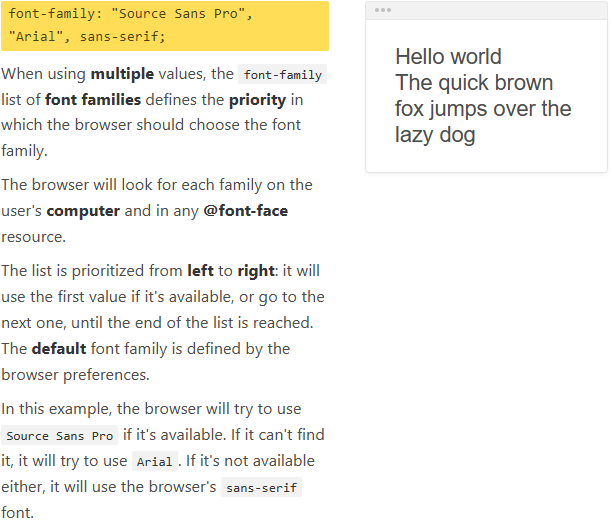 font-family: "Source Sans Pro",
"Arial", sans-serif;
When using multiple values, the font-family
list of font families defines the priority in
which the browser should choose the font
family.
The browser will look for each family on the
user's computer and in any @font-face
resource.
The list is prioritized from left to right: it will
use the first value if it's available, or go to the
next one, until the end of the list is reached.
The default font family is defined by the
browser preferences.
In this example, the browser will try to use
Source Sans Pro if it's available. If it can't find
it, it will try to use Arial. If it's not available
either, it will use the browser's sans-serif
font.
Hello world
The quick brown
fox jumps over the
lazy dog